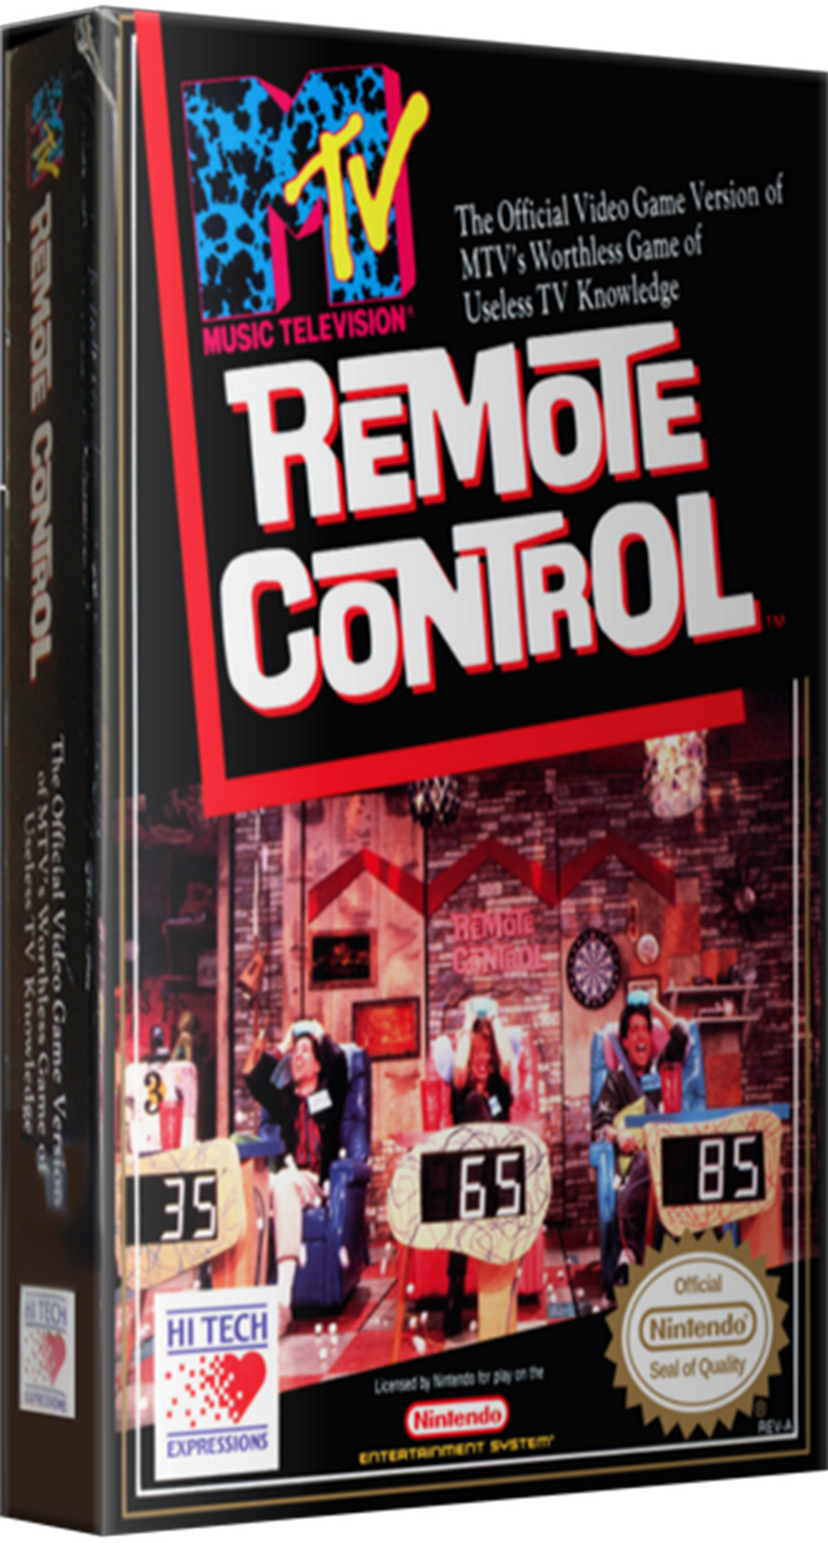 MTV
MUSIC TELEVISION
The Official Video Game Version of
MTV's Worthless Game of
Useless TV Knowledge
REMOTE
CONTROL™
REMOTE
CONTROL
3
35
65
85
HI TECH
EXPRESSIONS
Licensed by Nintendo for play on the
Nintendo
ENTERTAINMENT SYSTEM
Official
Nintendo
Seal of Quality
REV-A
MTV
REMOTE CONTROL
The Official Video Game Version
of MTV's Worthless Game of
Useless TV Knowledge
HI TECH
EXPRESSIONS